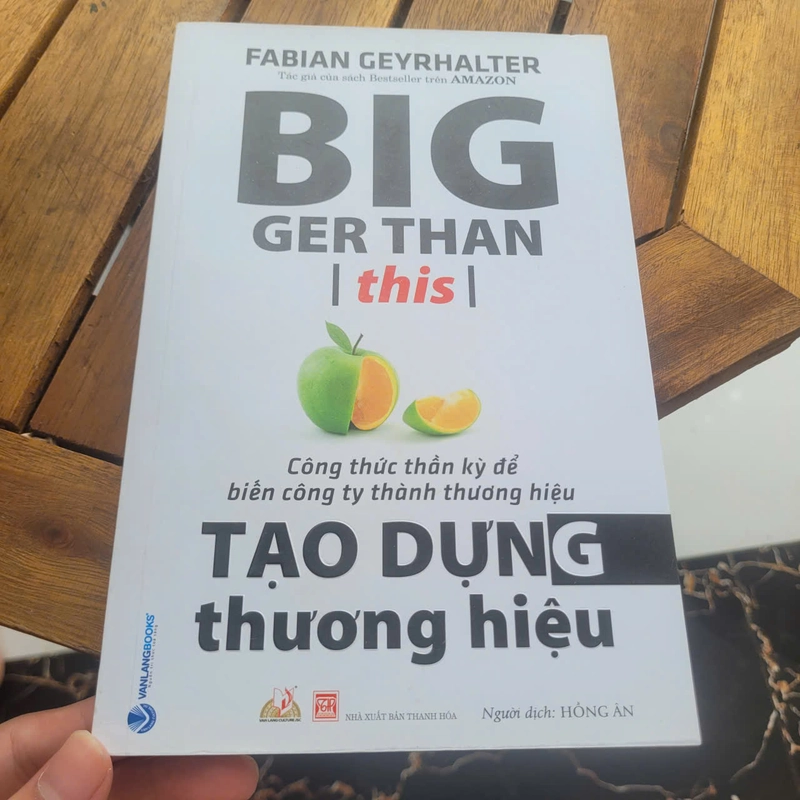 FABIAN GEYRHALTER
Tác giả của sách Bestseller trên AMAZON
BIG
GER THAN
| this |
Công thức thần kỳ để
biến công ty thành thương hiệu
TẠO DỰNG
thương hiệu
VANLANGBOOKS
NHÀ XUẤT BẢN THANH HÓA
Người dịch: HỒNG ÂN